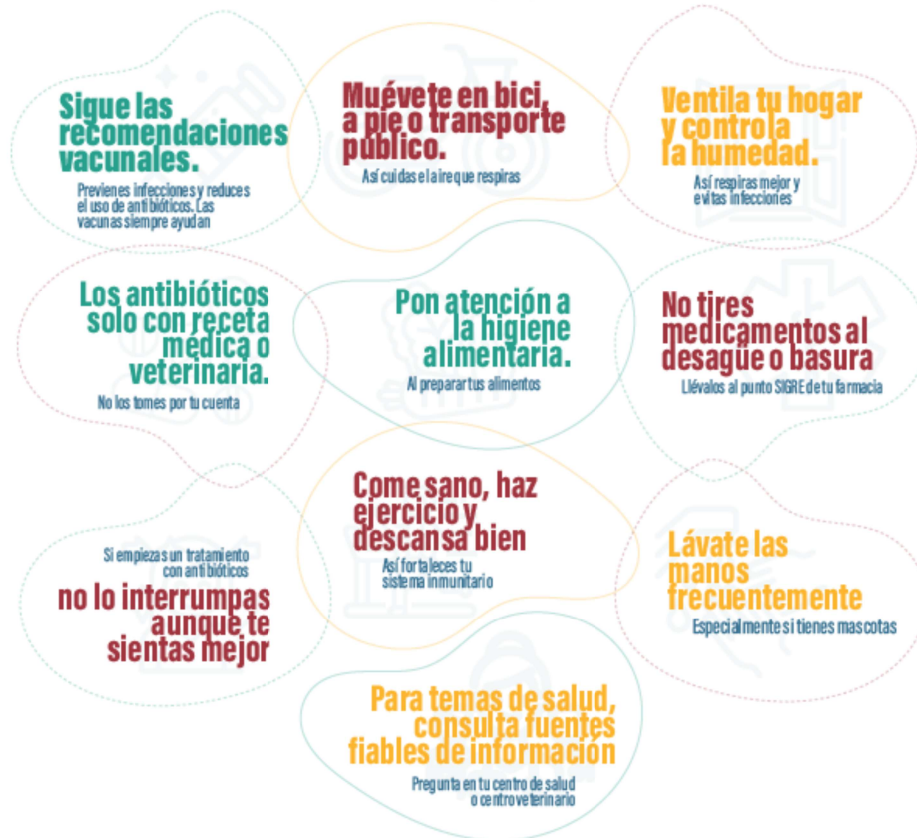 Sigue las
recomendaciones
vacunales.
Previenes infecciones y reduces
el uso de antibióticos. Las
vacunas siempre ayudan
Muévete en bici,
a pie o transporte
público.
Así cuidas el aire que respiras
Ventila tu hogar
y controla
la humedad.
Así respiras mejor y
evitas infecciones
Los antibióticos
solo con receta
médica o
veterinaria.
No los tomes por tu cuenta
Pon atención a
la higiene
alimentaria.
Al preparar tus alimentos
No tires
medicamentos al
desagüe o basura
Llévalos al punto SIGRE de tu farmacia
Si empiezas un tratamiento
con antibióticos
no lo interrumpas
aunque te
sientas mejor
Come sano, haz
ejercicio y
descansa bien
Así fortaleces tu
sistema inmunitario
Lávate las
manos
frecuentemente
Especialmente si tienes mascotas
Para temas de salud,
consulta fuentes
fiables de información
Pregunta en tu centro de salud
o centro veterinario